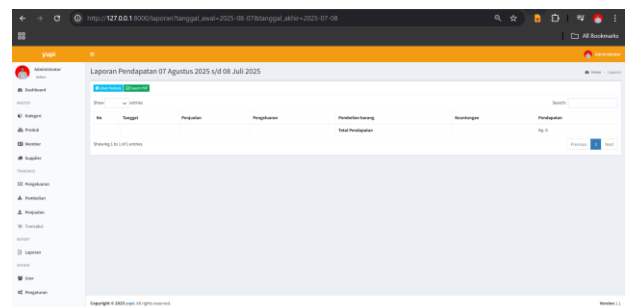 http://127.0.0.1:8000/laporan?tanggal_awal=2025-08-07&tanggal_akhir=2025-07-08
All Bookmarks
yupi
Administrator
Administrator
Online
Laporan Pendapatan 07 Agustus 2025 s/d 08 Juli 2025
Home
Laporan
Dashboard
Export PDF
MASTER
Show entries
Search:
Kategori
No Tanggal Penjualan Pengeluaran Pembelian barang Keuntungan Pendapatan
Produk
Total Pendapatan Rp. 0
Member
Showing 1 to 1 of 1 entries
Previous 1 Next
Supplier
TRANSAKSI
Pengeluaran
Pembelian
Penjualan
Transaksi
REPORT
Laporan
SYSTEM
User
Pengaturan
Copyright © 2025 yupi. All rights reserved.
Version 1.1